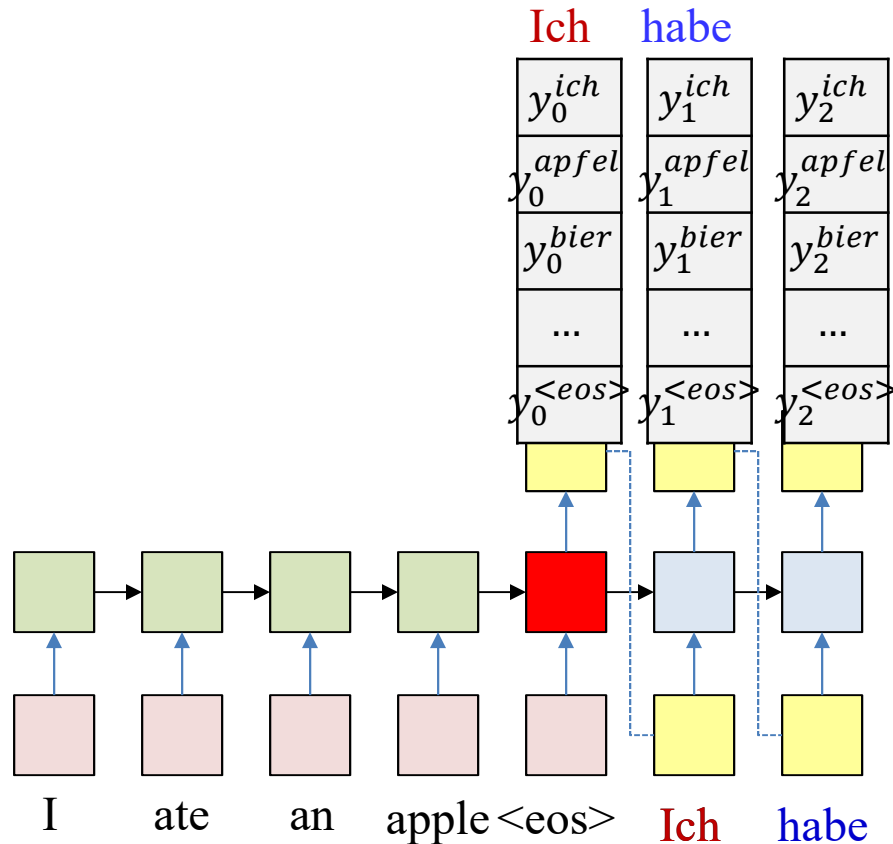 Ich habe
y_0^{ich} y_1^{ich} y_2^{ich}
y_0^{apfel} y_1^{apfel} y_2^{apfel}
y_0^{bier} y_1^{bier} y_2^{bier}
... ... ...
y_0^{<eos>} y_1^{<eos>} y_2^{<eos>}
I ate an apple <eos> Ich habe